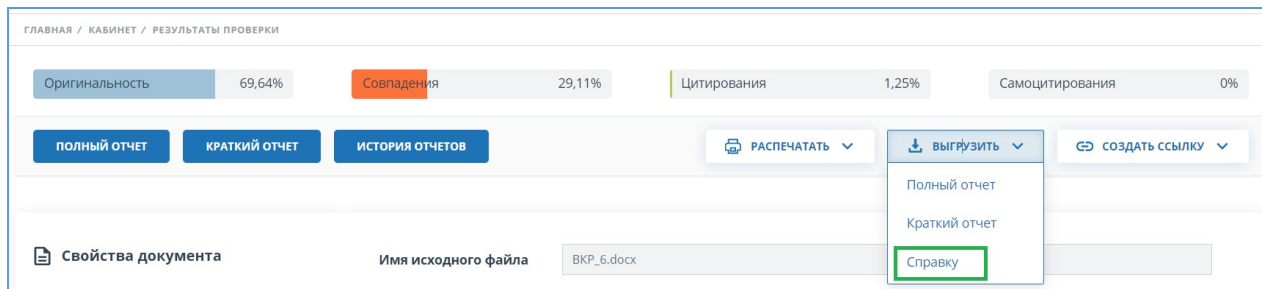 ГЛАВНАЯ / КАБИНЕТ / РЕЗУЛЬТАТЫ ПРОВЕРКИ
Оригинальность 69,64% Совпадения 29,11% Цитирования 1,25% Самоцитирования 0%
ПОЛНЫЙ ОТЧЕТ КРАТКИЙ ОТЧЕТ ИСТОРИЯ ОТЧЕТОВ РАСПЕЧАТАТЬ ВЫГРУЗИТЬ СОЗДАТЬ ССЫЛКУ
Полный отчет
Краткий отчет
Свойства документа Имя исходного файла ВКР_6.docx Справку